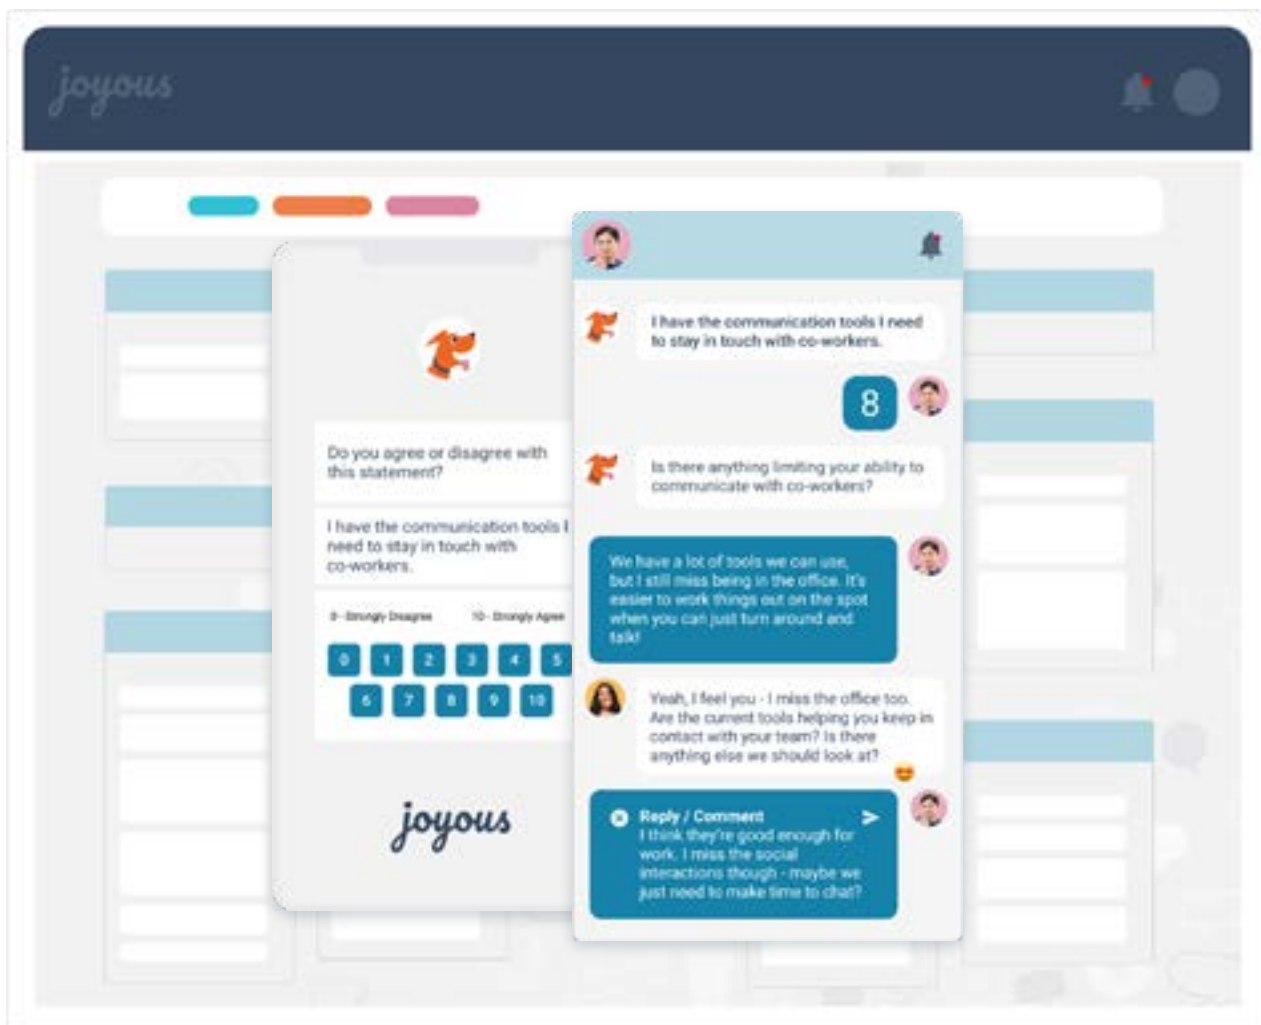 joyous
Do you agree or disagree with
this statement?
I have the communication tools I
need to stay in touch with
co-workers.
0 - Strongly Disagree
10 - Strongly Agree
0
1
2
3
4
5
6
7
8
9
10
joyous
I have the communication tools I need
to stay in touch with co-workers.
8
Is there anything limiting your ability to
communicate with co-workers?
We have a lot of tools we can use,
but I still miss being in the office. It's
easier to work things out on the spot
when you can just turn around and
talk!
Yeah, I feel you - I miss the office too.
Are the current tools helping you keep in
contact with your team? Is there
anything else we should look at?
Reply / Comment
I think they're good enough for
work. I miss the social
interactions though - maybe we
just need to make time to chat?